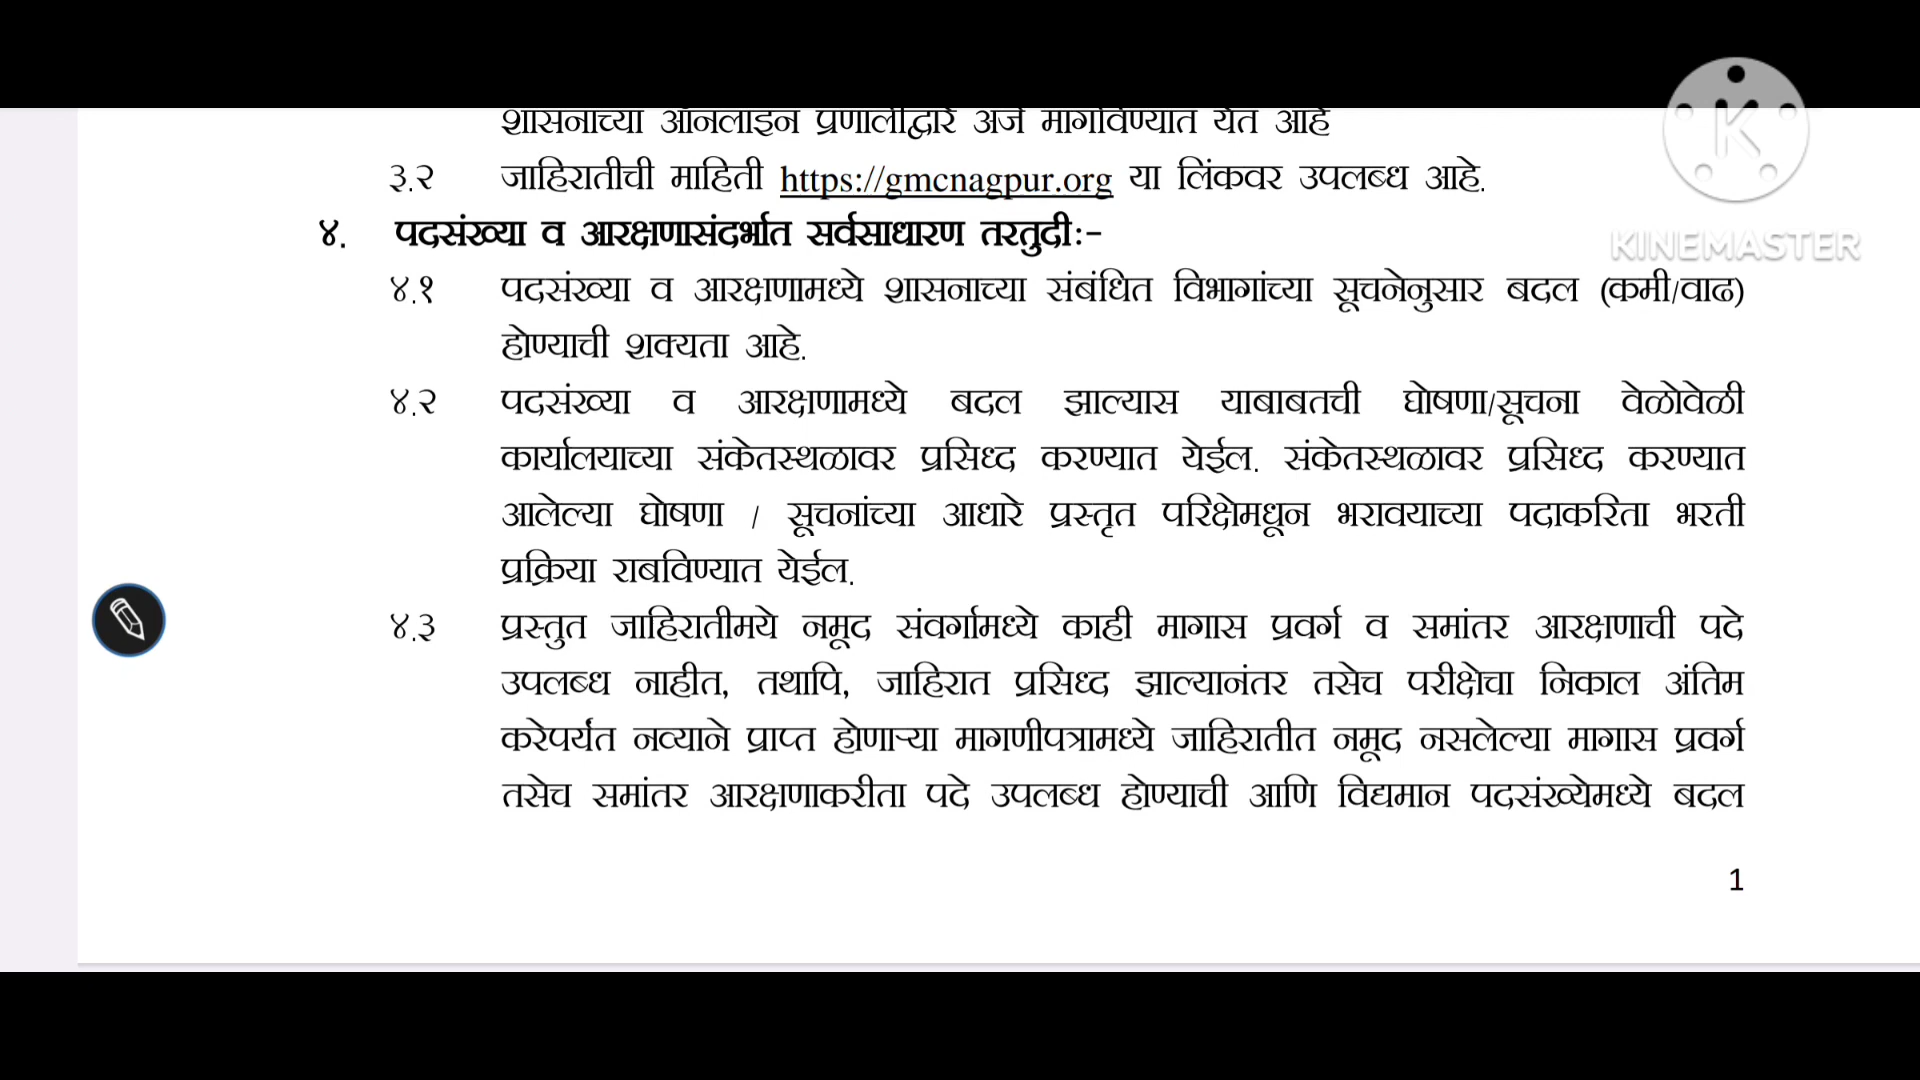 शासनाच्या ऑनलाइन प्रणालीद्वारे अर्ज मागविण्यात येत आहे
३.२ जाहिरातीची माहिती https://gmcnagpur.org या लिंकवर उपलब्ध आहे.
४. पदसंख्या व आरक्षणासंदर्भात सर्वसाधारण तरतुदी:-
४.१ पदसंख्या व आरक्षणामध्ये शासनाच्या संबंधित विभागांच्या सूचनेनुसार बदल (कमी/वाढ)
होण्याची शक्यता आहे.
४.२ पदसंख्या व आरक्षणामध्ये बदल झाल्यास याबाबतची घोषणा/सूचना वेळोवेळी
कार्यालयाच्या संकेतस्थळावर प्रसिध्द करण्यात येईल. संकेतस्थळावर प्रसिध्द करण्यात
आलेल्या घोषणा / सूचनांच्या आधारे प्रस्तृत परिक्षेमधून भरावयाच्या पदाकरिता भरती
प्रक्रिया राबविण्यात येईल.
४.३ प्रस्तुत जाहिरातीमये नमूद संवर्गामध्ये काही मागास प्रवर्ग व समांतर आरक्षणाची पदे
उपलब्ध नाहीत, तथापि, जाहिरात प्रसिध्द झाल्यानंतर तसेच परीक्षेचा निकाल अंतिम
करेपर्यंत नव्याने प्राप्त होणाऱ्या मागणीपत्रामध्ये जाहिरातीत नमूद नसलेल्या मागास प्रवर्ग
तसेच समांतर आरक्षणाकरीता पदे उपलब्ध होण्याची आणि विद्यमान पदसंख्येमध्ये बदल
1
K
KINEMASTER